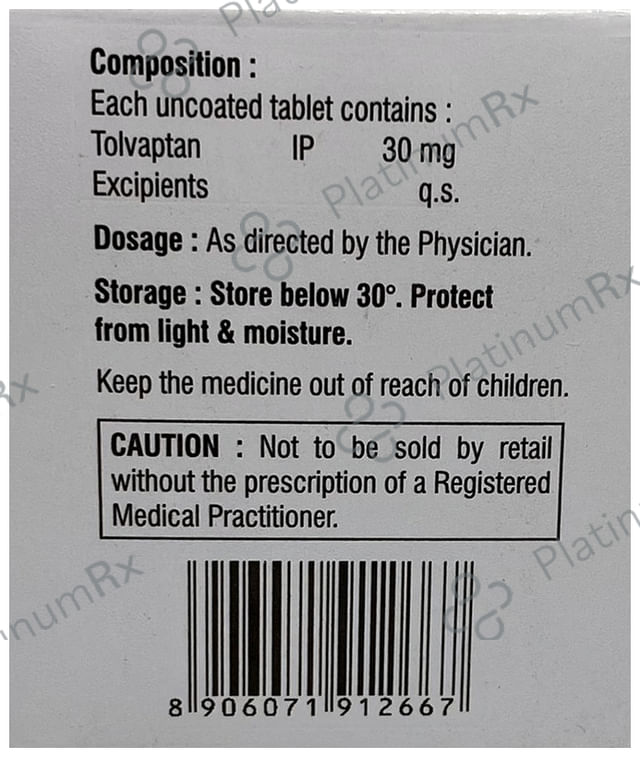 Composition :
Each uncoated tablet contains :
Tolvaptan IP 30 mg
Excipients q.s.
Dosage : As directed by the Physician.
Storage : Store below 30°. Protect
from light & moisture.
Keep the medicine out of reach of children.
CAUTION : Not to be sold by retail
without the prescription of a Registered
Medical Practitioner.
8 906071 912667
PlatinumRx
PlatinumRx